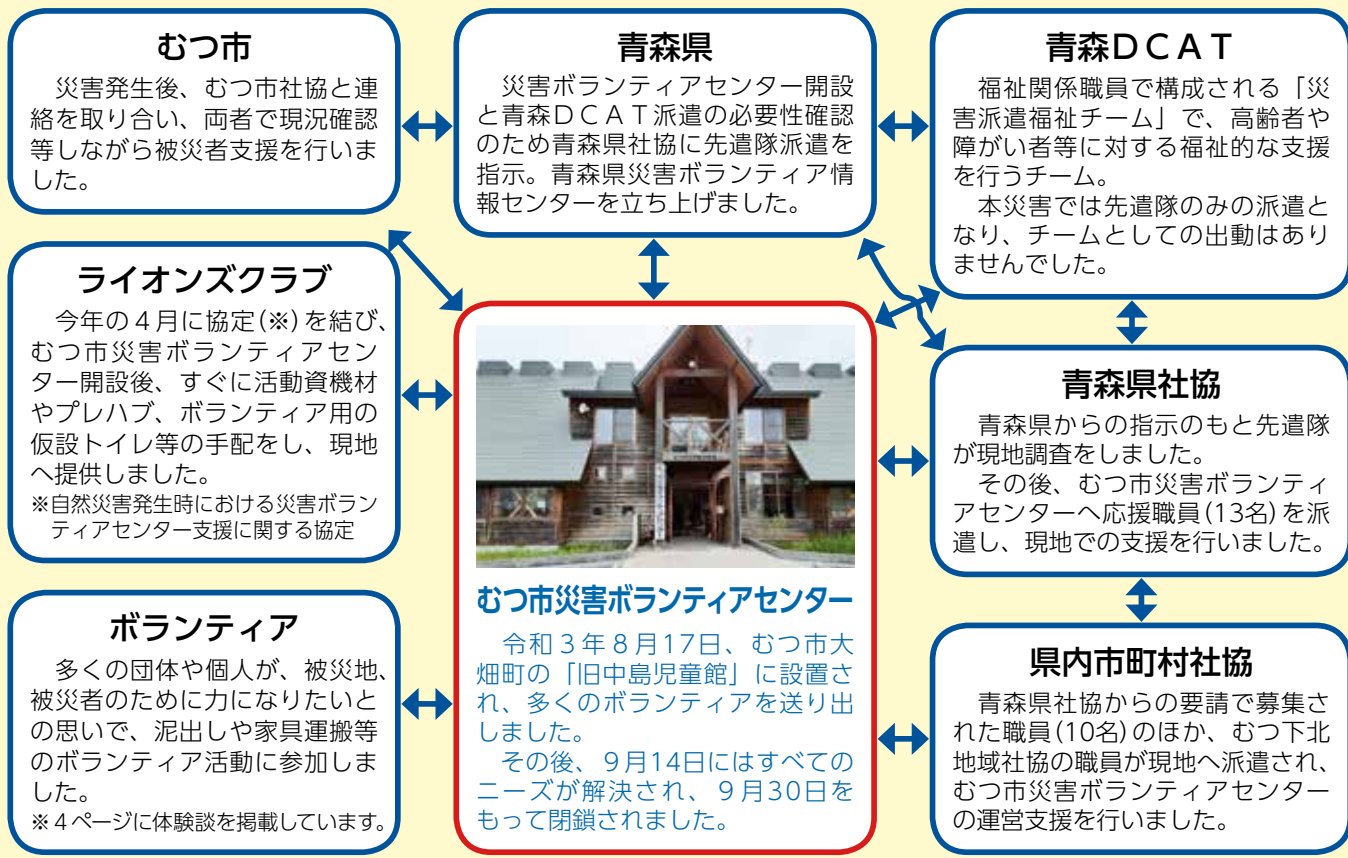 むつ市
災害発生後、むつ市社協と連
絡を取り合い、両者で現況確認
等しながら被災者支援を行いま
した。
青森県
災害ボランティアセンター開設
と青森DCAT派遣の必要性確認
のため青森県社協に先遣隊派遣を
指示。青森県災害ボランティア情
報センターを立ち上げました。
青森DCAT
福祉関係職員で構成される「災
害派遣福祉チーム」で、高齢者や
障がい者等に対する福祉的な支援
を行うチーム。
本災害では先遣隊のみの派遣と
なり、チームとしての出動はあり
ませんでした。
ライオンズクラブ
今年の4月に協定(※)を結び、
むつ市災害ボランティアセン
ター開設後、すぐに活動資機材
やプレハブ、ボランティア用の
仮設トイレ等の手配をし、現地
へ提供しました。
※自然災害発生時における災害ボラン
ティアセンター支援に関する協定
むつ市災害ボランティアセンター
令和3年8月17日、むつ市大
畑町の「旧中島児童館」に設置さ
れ、多くのボランティアを送り出
しました。
その後、9月14日にはすべての
ニーズが解決され、9月30日を
もって閉鎖されました。
青森県社協
青森県からの指示のもと先遣隊
が現地調査をしました。
その後、むつ市災害ボランティ
アセンターへ応援職員(13名)を派
遣し、現地での支援を行いました。
ボランティア
多くの団体や個人が、被災地、
被災者のために力になりたいと
の思いで、泥出しや家具運搬等
のボランティア活動に参加しま
した。
※4ページに体験談を掲載しています。
県内市町村社協
青森県社協からの要請で募集さ
れた職員(10名)のほか、むつ下北
地域社協の職員が現地へ派遣され、
むつ市災害ボランティアセンター
の運営支援を行いました。